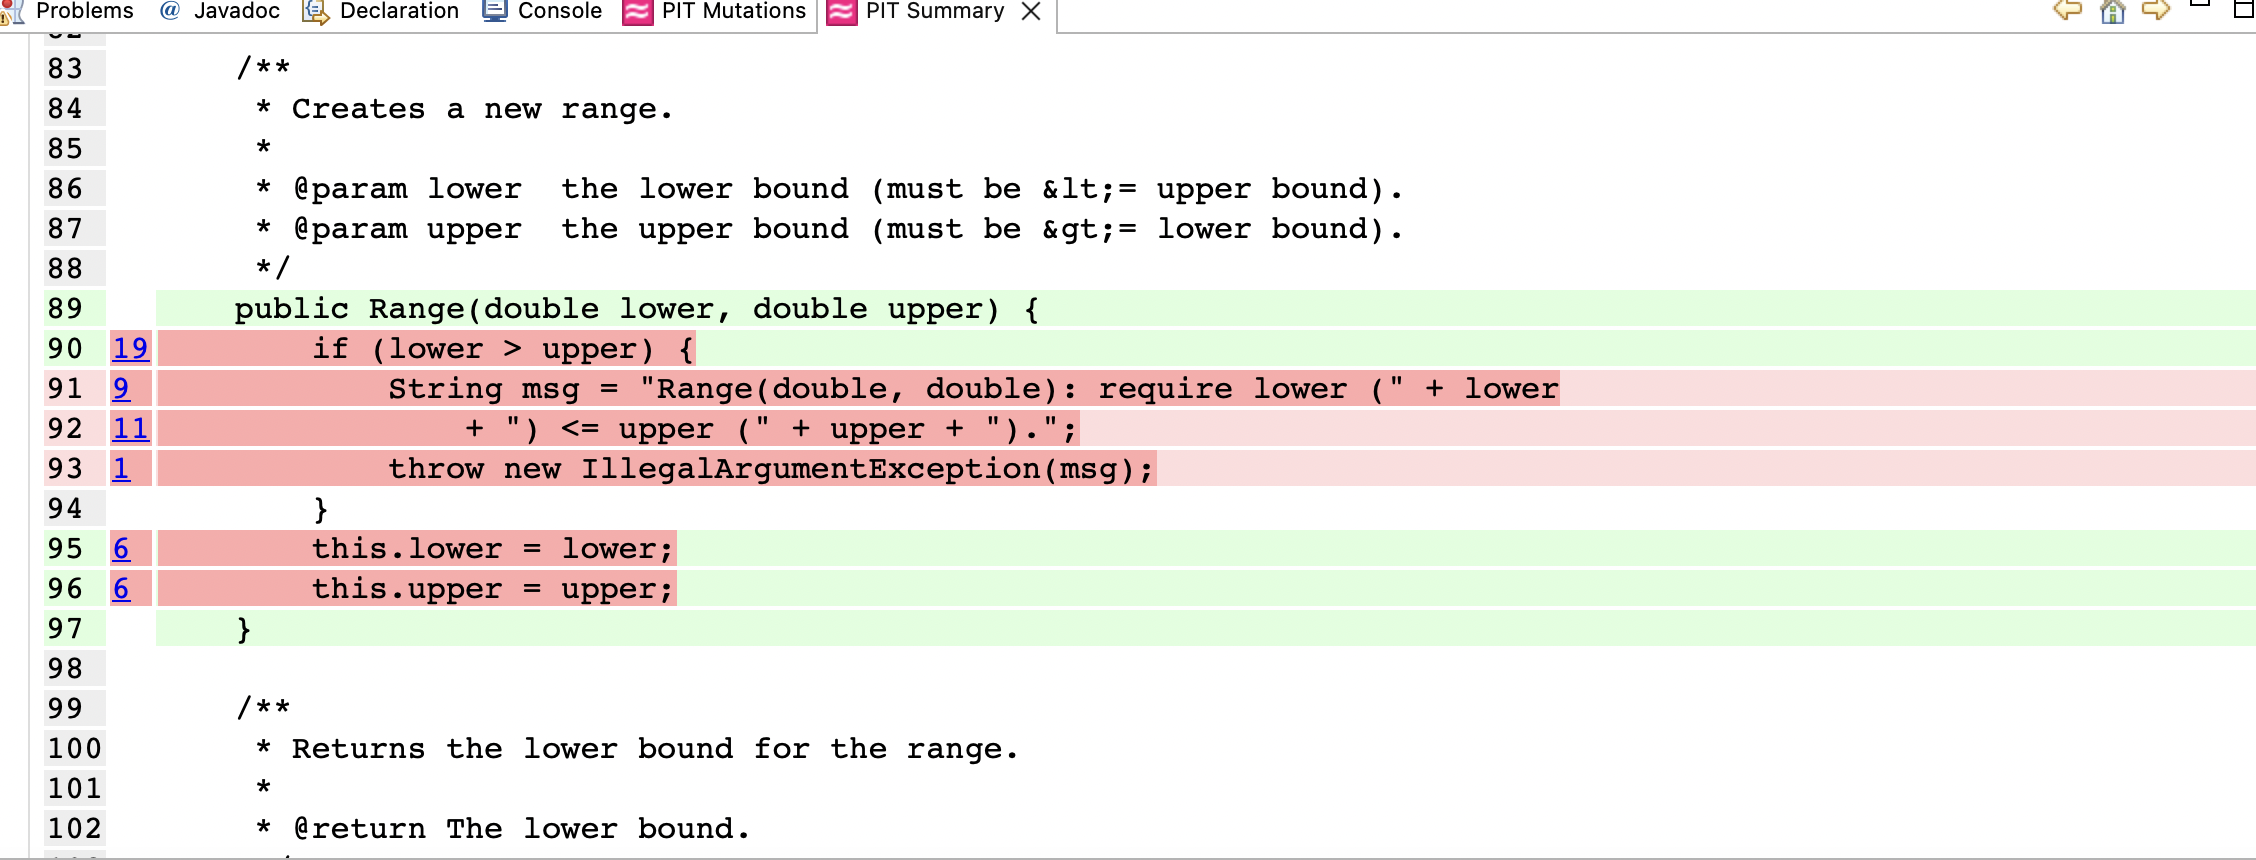 Problems @ Javadoc Declaration Console PIT Mutations PIT Summary
83 /**
84 * Creates a new range.
85 *
86 * @param lower  the lower bound (must be &lt;= upper bound).
87 * @param upper  the upper bound (must be &gt;= lower bound).
88 */
89 public Range(double lower, double upper) {
90 19 if (lower > upper) {
91 9 String msg = "Range(double, double): require lower (" + lower
92 11 + ") <= upper (" + upper + ").";
93 1 throw new IllegalArgumentException(msg);
94 }
95 6 this.lower = lower;
96 6 this.upper = upper;
97 }
98
99 /**
100 * Returns the lower bound for the range.
101 *
102 * @return The lower bound.